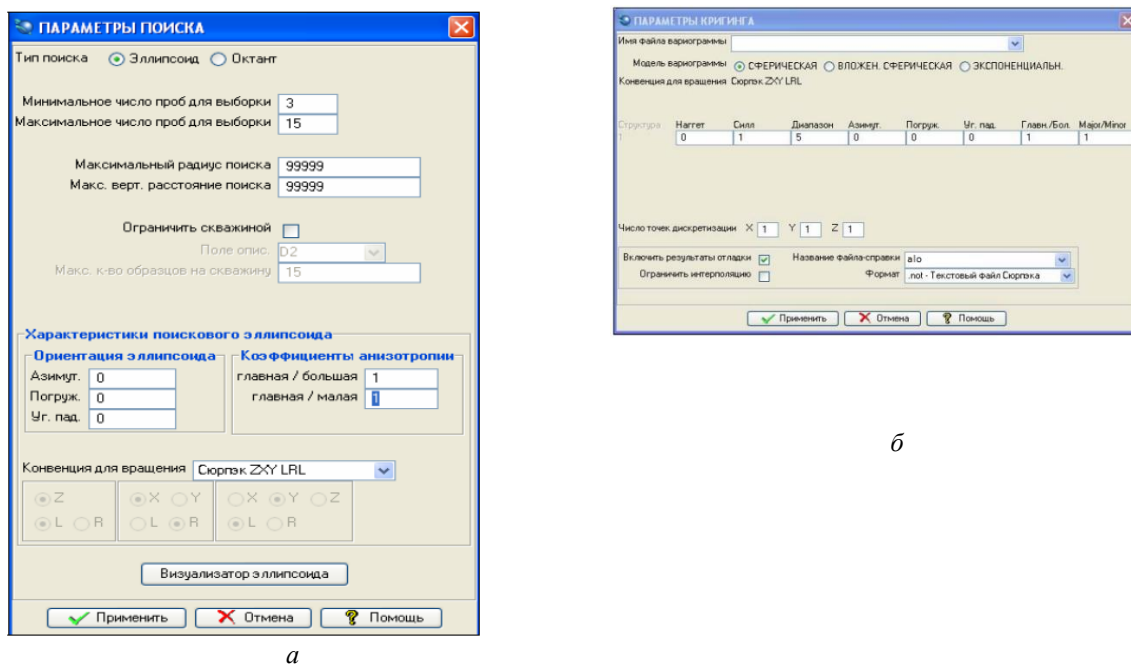 ПАРАМЕТРЫ ПОИСКА
Тип поиска Эллипсоид Октант
Минимальное число проб для выборки 3
Максимальное число проб для выборки 15
Максимальный радиус поиска 99999
Макс. верт. расстояние поиска 99999
Ограничить скважиной
Поле опис. D2
Макс. к-во образцов на скважину 15
Характеристики поискового эллипсоида
Ориентация эллипсоида Коэффициенты анизотропии
Азимут. 0 главная / большая 1
Погруж. 0 главная / малая 1
Уг. пад. 0
Конвенция для вращения Сюрпэк ZXY LRL
Z X Y X Y Z
L R L R L R
Визуализатор эллипсоида
Применить Отмена Помощь
а
ПАРАМЕТРЫ КРИГИНГА
Имя файла вариограммы
Модель вариограммы СФЕРИЧЕСКАЯ ВЛОЖЕН. СФЕРИЧЕСКАЯ ЭКСПОНЕНЦИАЛЬН.
Конвенция для вращения Сюрпэк ZXY LRL
Структура Наггет Силл Диапазон Азимут. Погруж. Уг. пад. Главн./Бол. Major/Minor
1 0 1 5 0 0 0 1 1
Число точек дискретизации X 1 Y 1 Z 1
Включить результаты отладки Название файла-справки alo
Ограничить интерполяцию Формат .not - Текстовый файл Сюрпэка
Применить Отмена Помощь
б